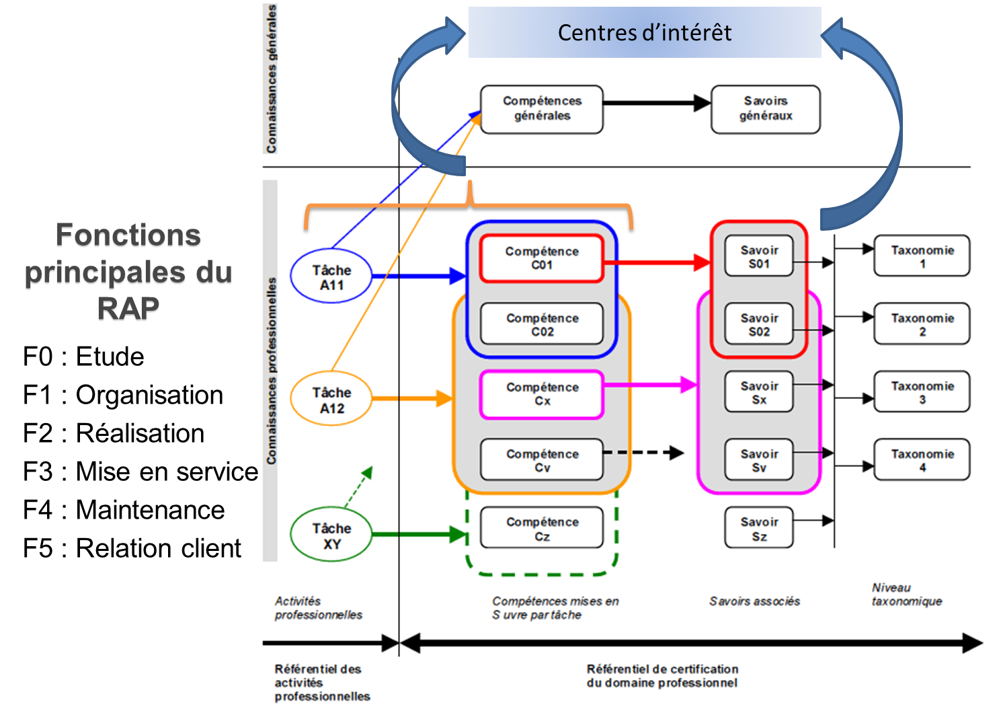 Centres d’intérêt
Connaissances générales
Compétences
générales
Savoirs
généraux
Fonctions
principales du
RAP
F0 : Etude
F1 : Organisation
F2 : Réalisation
F3 : Mise en service
F4 : Maintenance
F5 : Relation client
Connaissances professionnelles
Tâche
A11
Compétence
C01
Savoir
S01
Taxonomie
1
Compétence
C02
Savoir
S02
Taxonomie
2
Tâche
A12
Compétence
Cx
Savoir
Sx
Taxonomie
3
Compétence
Cv
Savoir
Sv
Taxonomie
4
Tâche
XY
Compétence
Cz
Savoir
Sz
Activités
professionnelles
Compétences mises en
S uvre par tâche
Savoirs associés
Niveau
taxonomique
Référentiel des
activités
professionnelles
Référentiel de certification
du domaine professionnel